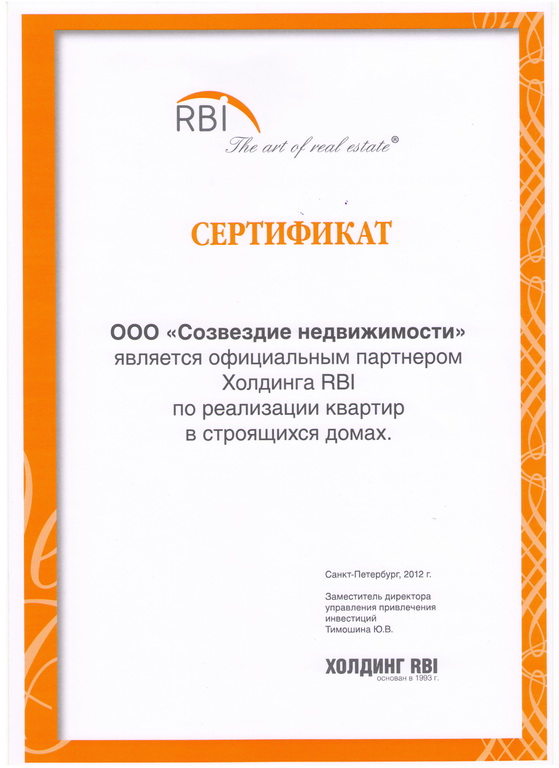 RBI
The art of real estate®
СЕРТИФИКАТ
ООО «Созвездие недвижимости»
является официальным партнером
Холдинга RBI
по реализации квартир
в строящихся домах.
Санкт-Петербург, 2012 г.
Заместитель директора
управления привлечения
инвестиций
Тимошина Ю.В.
ХОЛДИНГ RBI
основан в 1993 г.